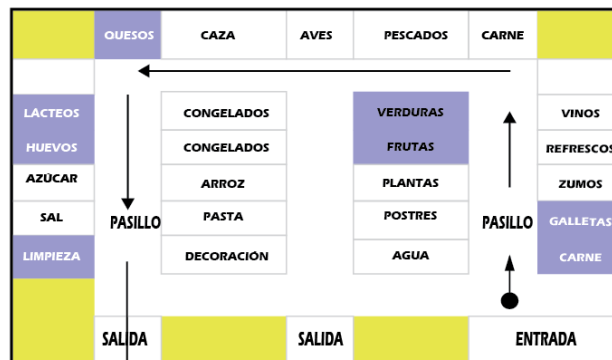 QUESOS CAZA AVES PESCADOS CARNE
LÁCTEOS CONGELADOS VERDURAS VINOS
HUEVOS CONGELADOS FRUTAS REFRESCOS
AZÚCAR ARROZ PLANTAS ZUMOS
SAL PASILLO PASTA POSTRES PASILLO GALLETAS
LIMPIEZA DECORACIÓN AGUA CARNE
SALIDA SALIDA ENTRADA